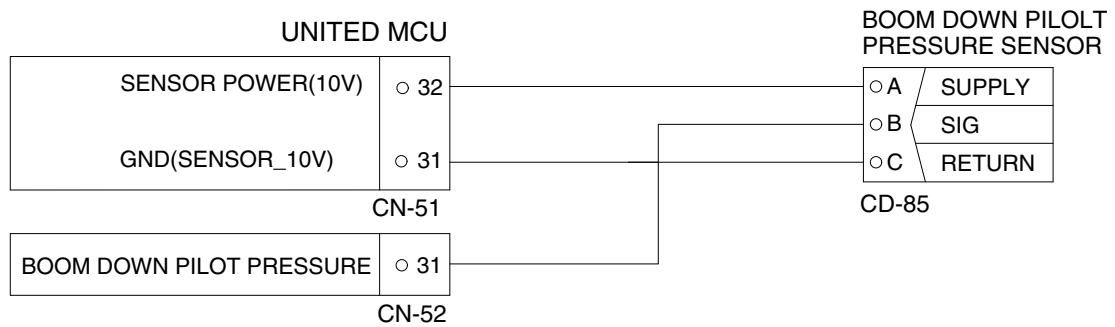 UNITED MCU
SENSOR POWER(10V)
32
GND(SENSOR_10V)
31
CN-51
BOOM DOWN PILOT PRESSURE
31
CN-52
BOOM DOWN PILOLT
PRESSURE SENSOR
A SUPPLY
B SIG
C RETURN
CD-85